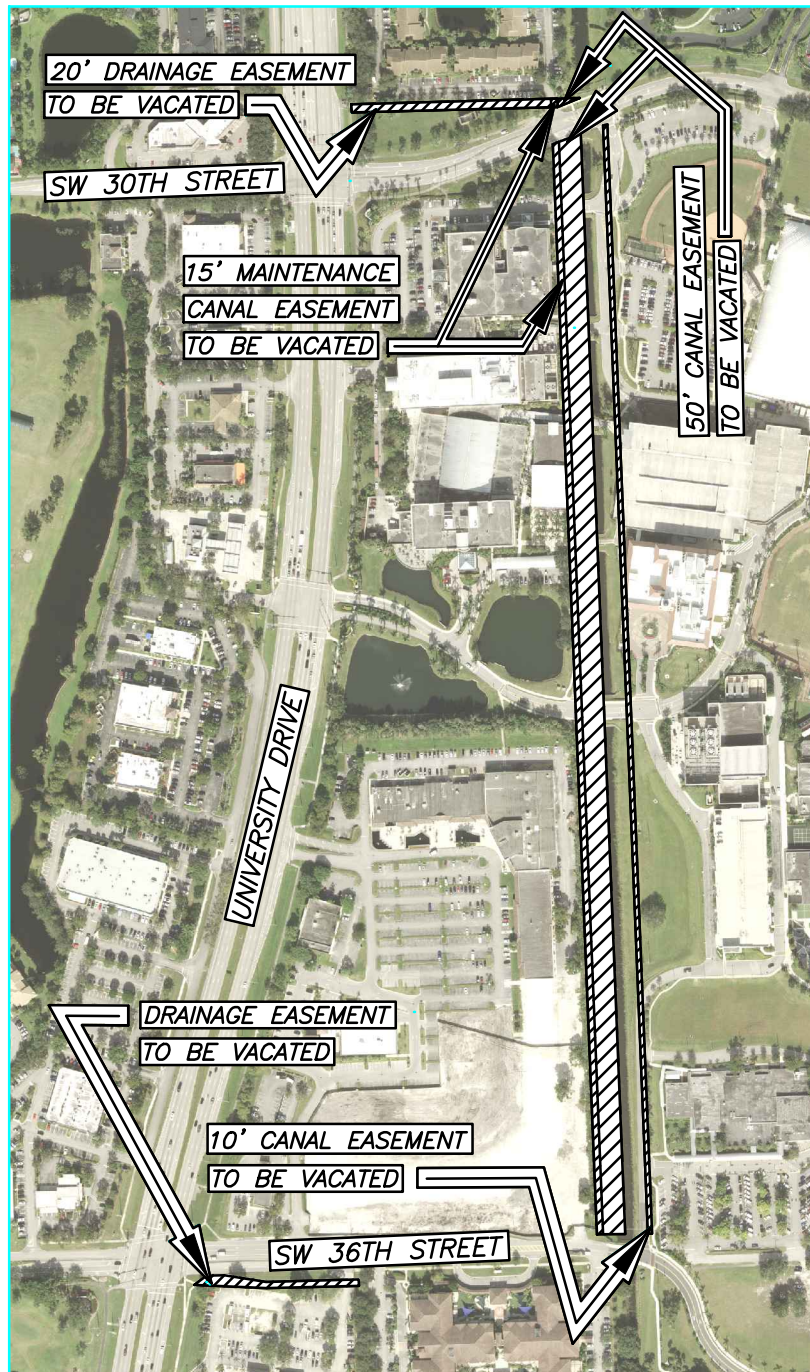 20' DRAINAGE EASEMENT
TO BE VACATED
SW 30TH STREET
15' MAINTENANCE
CANAL EASEMENT
TO BE VACATED
50' CANAL EASEMENT
TO BE VACATED
UNIVERSITY DRIVE
DRAINAGE EASEMENT
TO BE VACATED
10' CANAL EASEMENT
TO BE VACATED
SW 36TH STREET